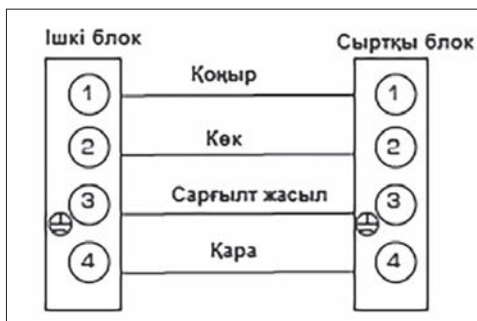 Ішкі блок
Сыртқы блок
1 Қоңыр 1
2 Көк 2
3 Сарғылт жасыл 3
4 Қара 4